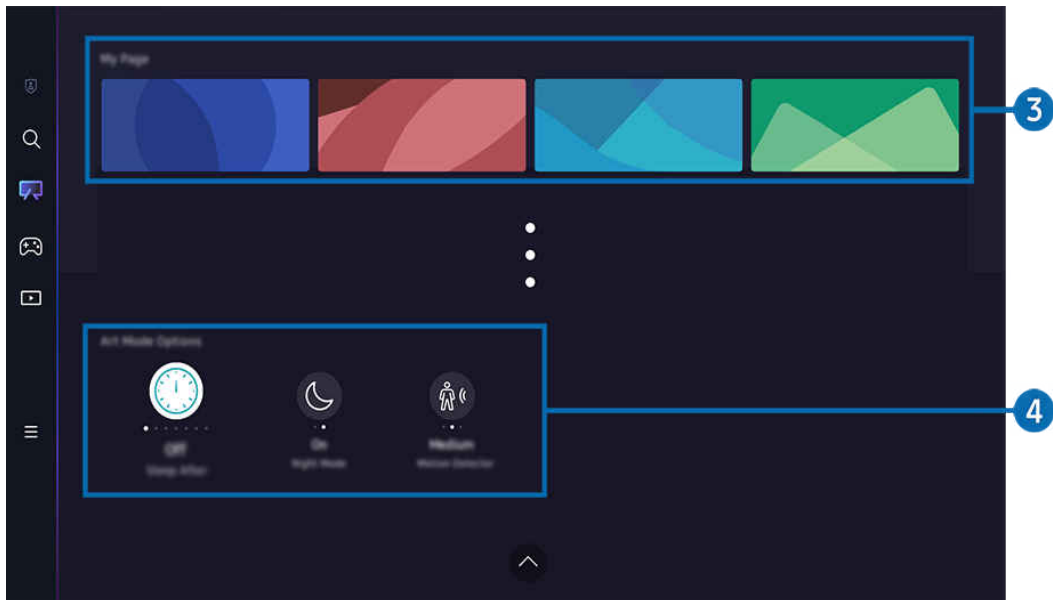 My Page
3
Art Mode Options
4
Off
On
Medium
Sleep After
Night Mode
Motion Detector